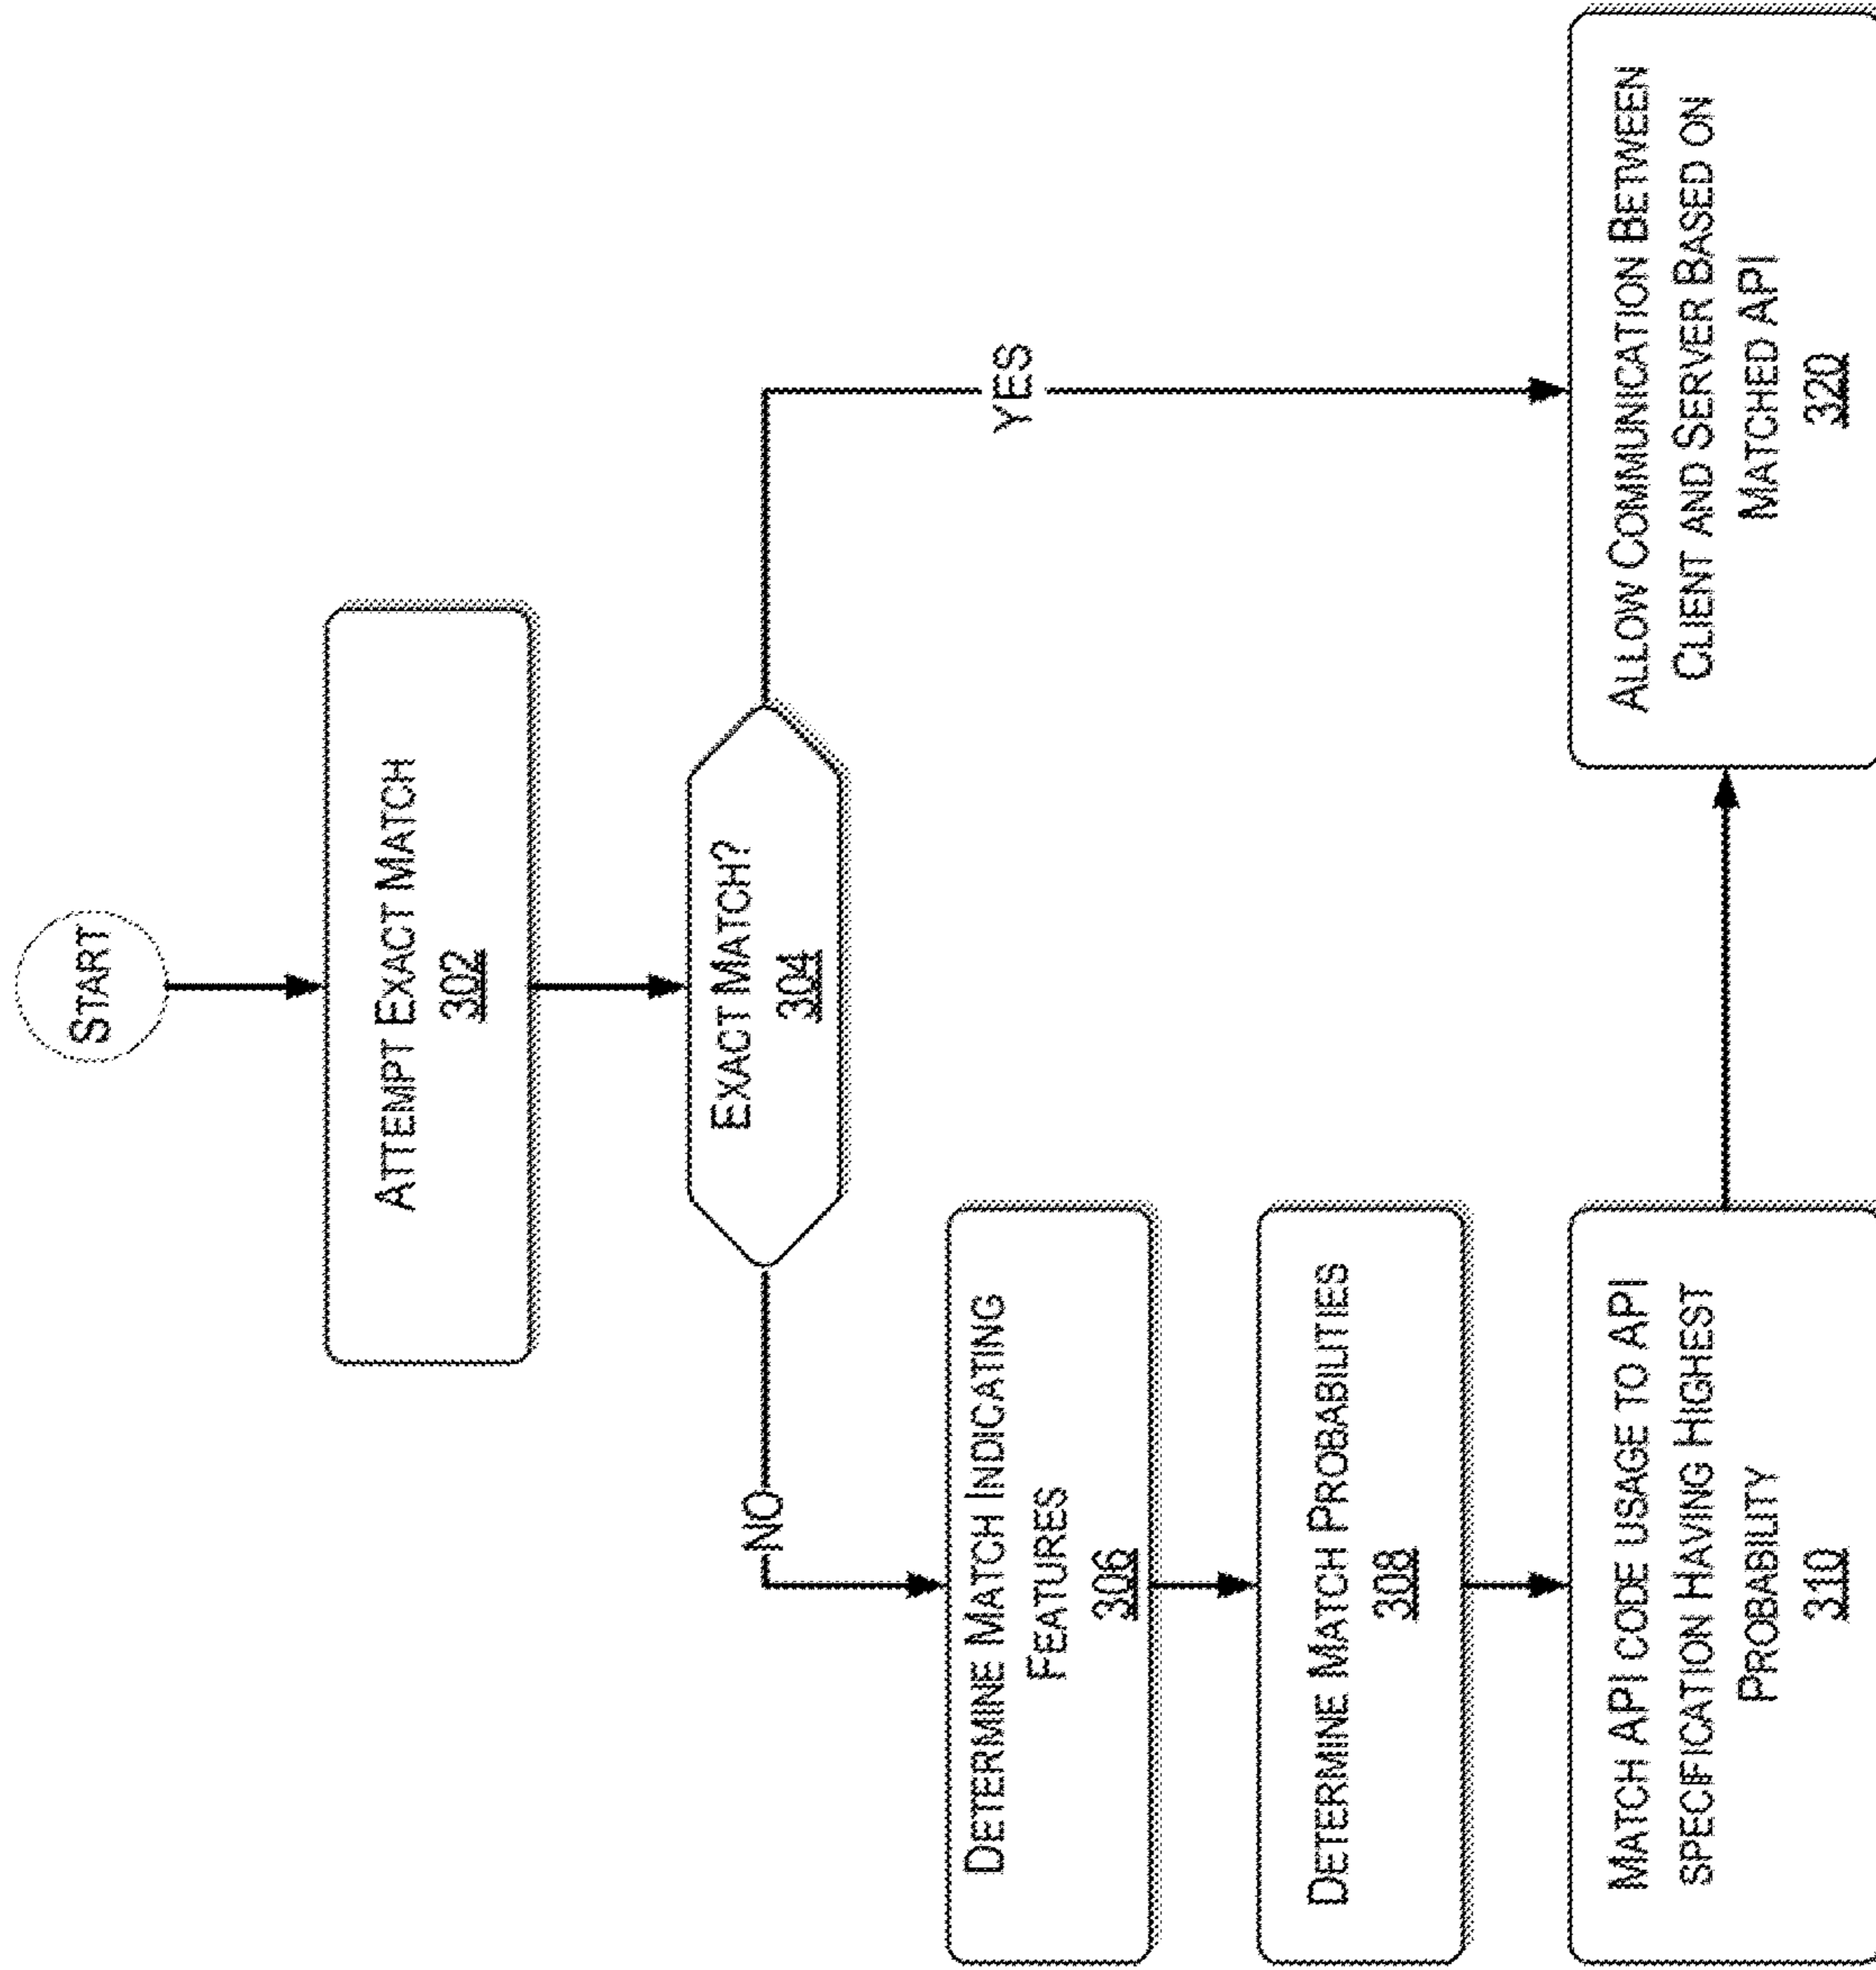 START
ATTEMPT EXACT MATCH
302
EXACT MATCH?
304
NO
YES
DETERMINE MATCH INDICATING
FEATURES
306
DETERMINE MATCH PROBABILITIES
308
MATCH API CODE USAGE TO API
SPECIFICATION HAVING HIGHEST
PROBABILITY
310
ALLOW COMMUNICATION BETWEEN
CLIENT AND SERVER BASED ON
MATCHED API
320